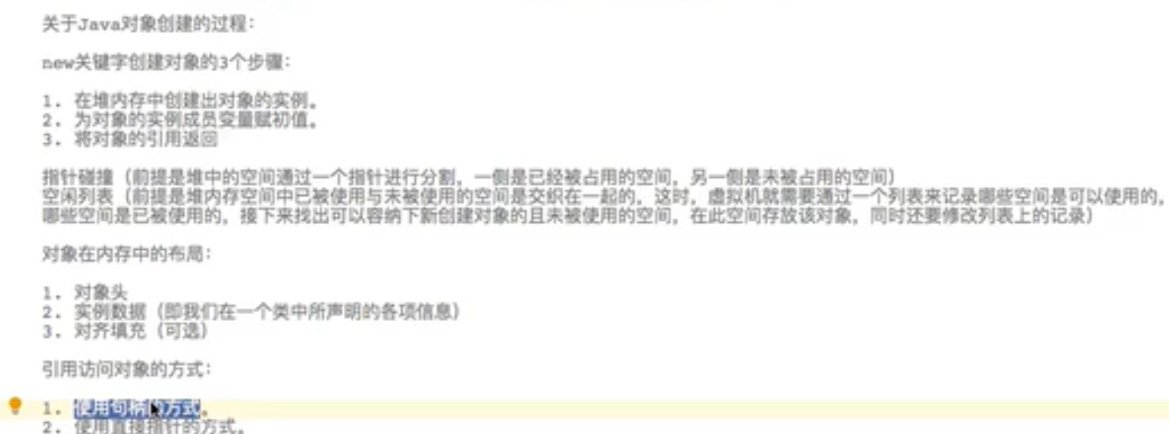 关于Java对象创建的过程：
new关键字创建对象的3个步骤：
1. 在堆内存中创建出对象的实例。
2. 为对象的实例成员变量赋初值。
3. 将对象的引用返回
指针碰撞（前提是堆中的空间通过一个指针进行分割，一侧是已经被占用的空间，另一侧是未被占用的空间）
空闲列表（前提是堆内存空间中已被使用与未被使用的空间是交织在一起的，这时，虚拟机就需要通过一个列表来记录哪些空间是可以使用的，
哪些空间是已被使用的，接下来找出可以容纳下新创建对象的且未被使用的空间，在此空间存放该对象，同时还要修改列表上的记录）
对象在内存中的布局：
1. 对象头
2. 实例数据（即我们在一个类中所声明的各项信息）
3. 对齐填充（可选）
引用访问对象的方式：
1. 使用句柄的方式。
2. 使用直接指针的方式。